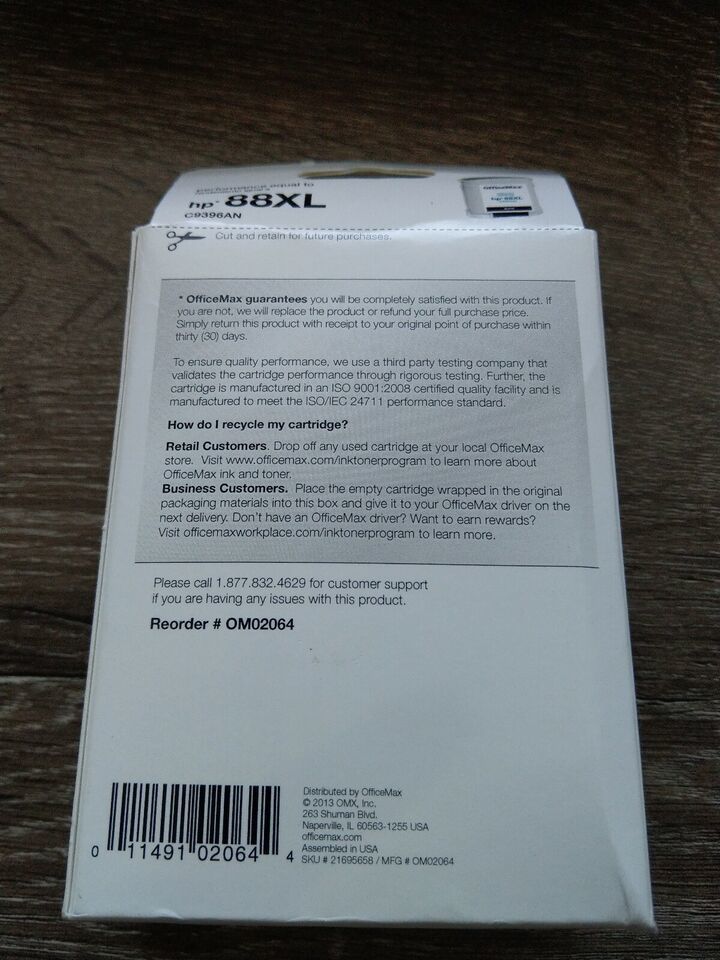 performance equal to
hp® 88XL
C9396AN
OfficeMax
hp 88XL
Cut and retain for future purchases.
* OfficeMax guarantees you will be completely satisfied with this product. If
you are not, we will replace the product or refund your full purchase price.
Simply return this product with receipt to your original point of purchase within
thirty (30) days.
To ensure quality performance, we use a third party testing company that
validates the cartridge performance through rigorous testing. Further, the
cartridge is manufactured in an ISO 9001:2008 certified quality facility and is
manufactured to meet the ISO/IEC 24711 performance standard.
How do I recycle my cartridge?
Retail Customers. Drop off any used cartridge at your local OfficeMax
store. Visit www.officemax.com/inktonerprogram to learn more about
OfficeMax ink and toner.
Business Customers. Place the empty cartridge wrapped in the original
packaging materials into this box and give it to your OfficeMax driver on the
next delivery. Don't have an OfficeMax driver? Want to earn rewards?
Visit officemaxworkplace.com/inktonerprogram to learn more.
Please call 1.877.832.4629 for customer support
if you are having any issues with this product.
Reorder # OM02064
Distributed by OfficeMax
© 2013 OMX, Inc.
263 Shuman Blvd.
Naperville, IL 60563-1255 USA
officemax.com
Assembled in USA
SKU # 21695658 / MFG # OM02064
0 11491 02064 4